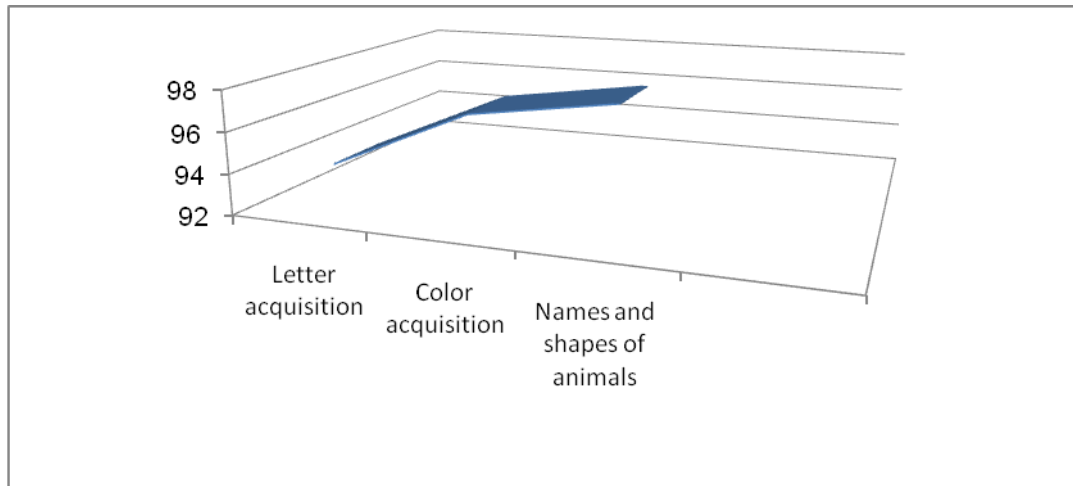 98
96
94
92
Letter
acquisition
Color
acquisition
Names and
shapes of
animals